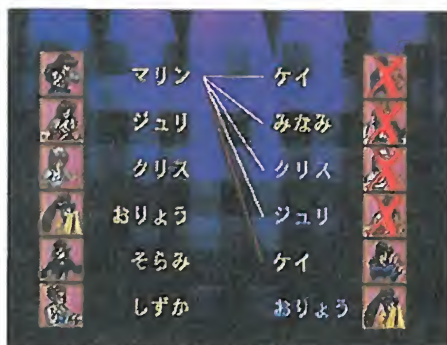 マリン ケイ
ジュリ みなみ
クリス クリス
おりょう ジュリ
そらみ ケイ
しずか おりょう